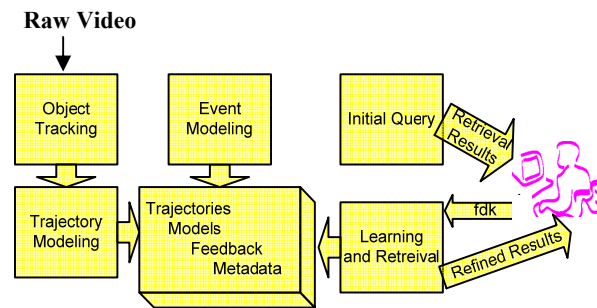 Raw Video
Object
Tracking
Event
Modeling
Initial Query
Retrieval
Results
Trajectory
Modeling
Trajectories
Models
Feedback
Metadata
Learning
and Retreival
fdk
Refined Results